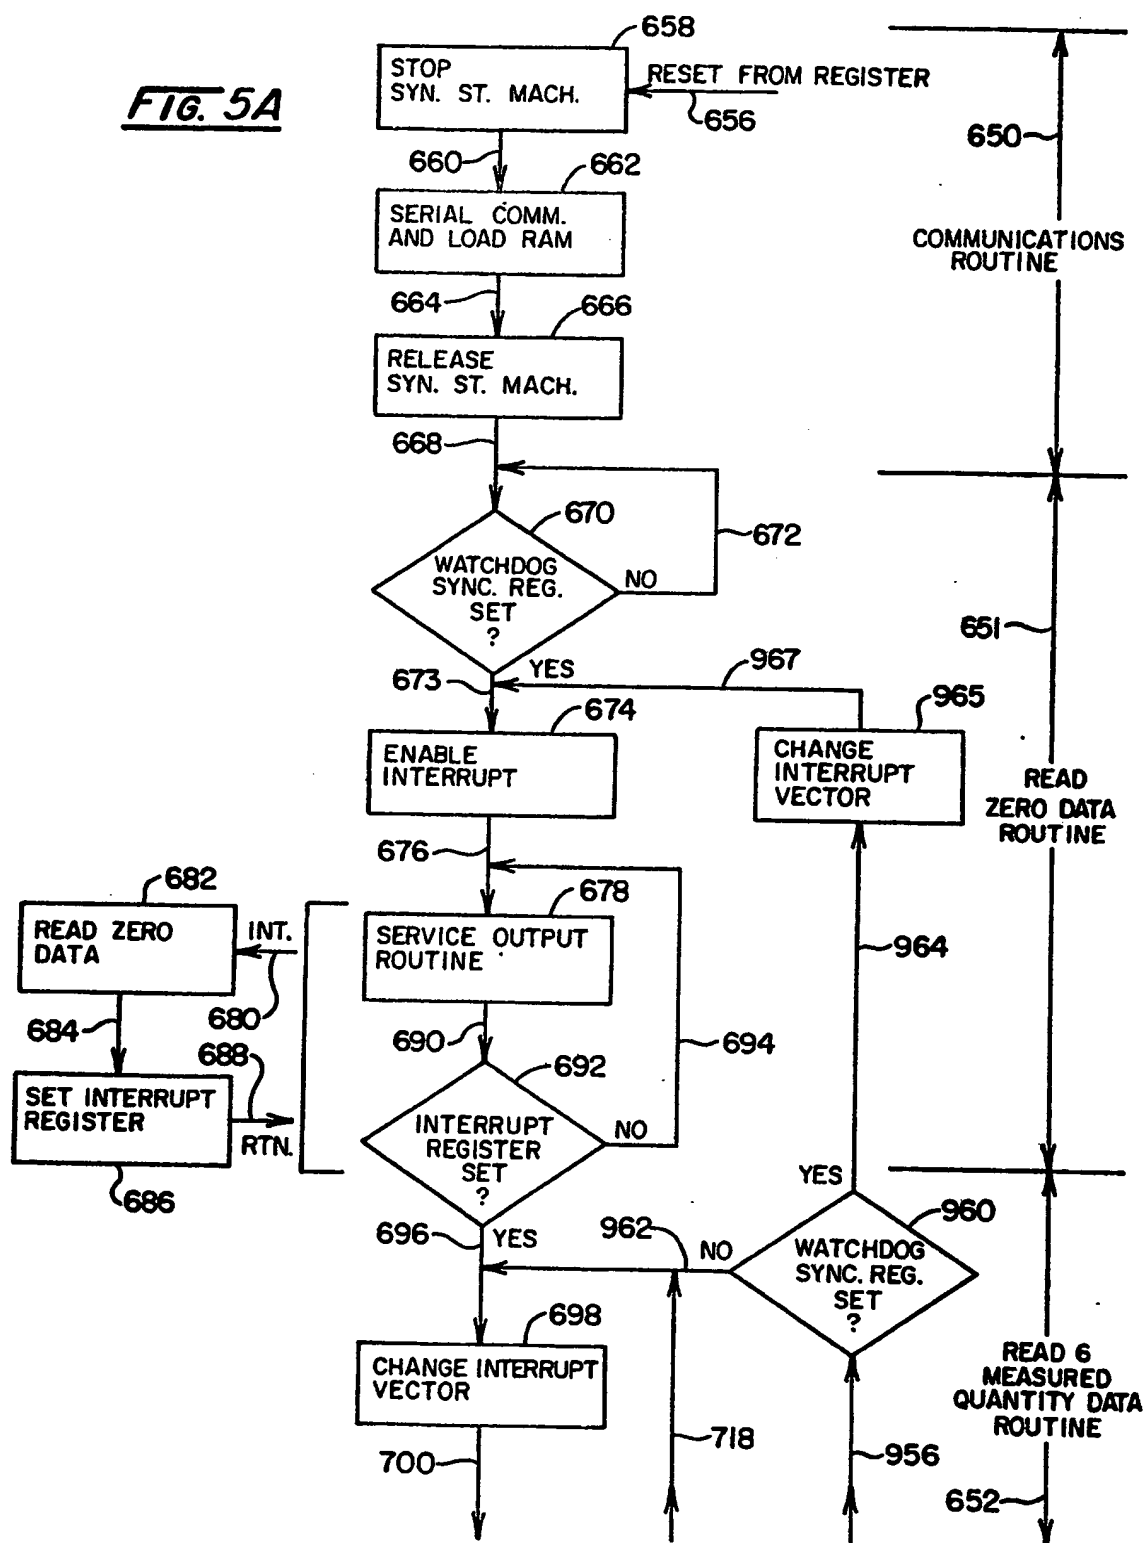 FIG. 5A
658
STOP
SYN. ST. MACH.
RESET FROM REGISTER
656
660
662
SERIAL COMM.
AND LOAD RAM
664
666
RELEASE
SYN. ST. MACH.
668
670
672
WATCHDOG
SYNC. REG.
SET
?
NO
YES
673
967
674
965
ENABLE
INTERRUPT
CHANGE
INTERRUPT
VECTOR
676
682
678
READ ZERO
DATA
INT.
680
SERVICE OUTPUT
ROUTINE
964
684
690
694
688
692
SET INTERRUPT
REGISTER
RTN.
686
INTERRUPT
REGISTER
SET
?
NO
YES
696
962
NO
YES
960
WATCHDOG
SYNC. REG.
SET
?
698
CHANGE INTERRUPT
VECTOR
700
718
956
650
COMMUNICATIONS
ROUTINE
651
READ
ZERO DATA
ROUTINE
READ 6
MEASURED
QUANTITY DATA
ROUTINE
652